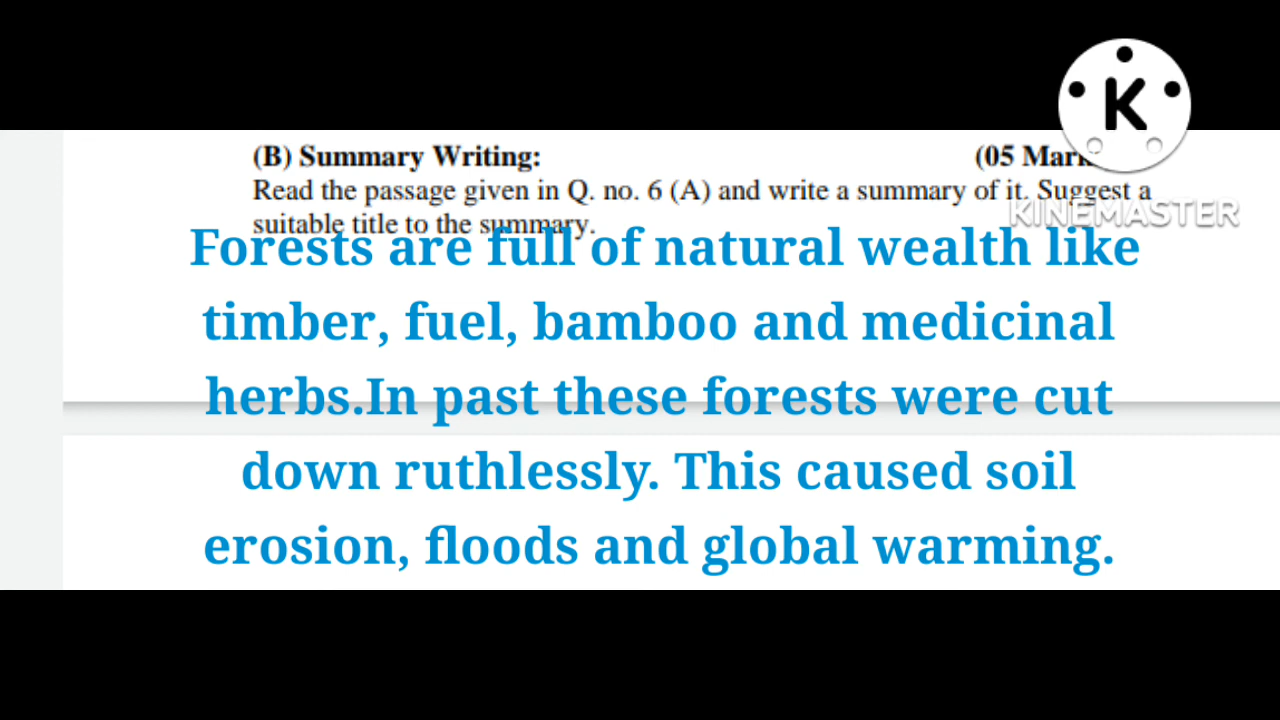 (B) Summary Writing: (05 Mark
Read the passage given in Q. no. 6 (A) and write a summary of it. Suggest a
KINEMASTER
suitable title to the summary.
Forests are full of natural wealth like
timber, fuel, bamboo and medicinal
herbs.In past these forests were cut
down ruthlessly. This caused soil
erosion, floods and global warming.